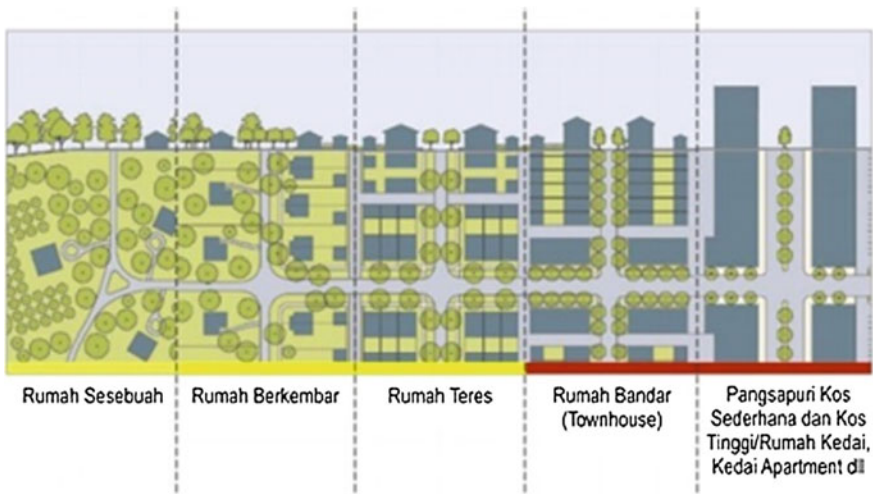 Rumah Sesebuah
Rumah Berkembar
Rumah Teres
Rumah Bandar
(Townhouse)
Pangsapuri Kos
Sederhana dan Kos
Tinggi/Rumah Kedai,
Kedai Apartment dll